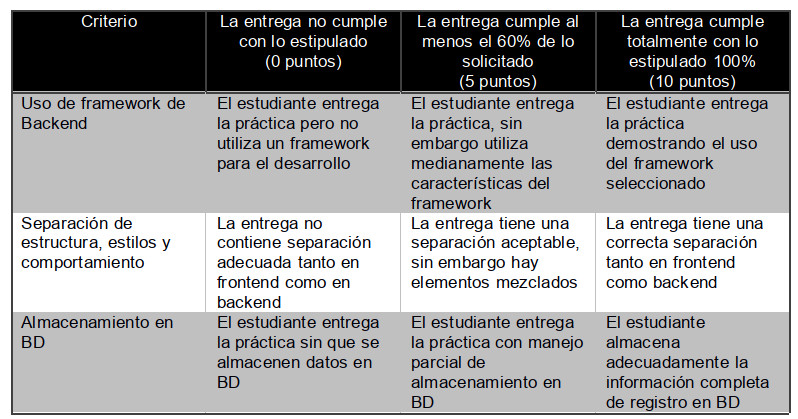 Criterio
La entrega no cumple
con lo estipulado
(0 puntos)
La entrega cumple al
menos el 60% de lo
solicitado
(5 puntos)
La entrega cumple
totalmente con lo
estipulado 100%
(10 puntos)
Uso de framework de
Backend
El estudiante entrega
la práctica pero no
utiliza un framework
para el desarrollo
El estudiante entrega
la práctica, sin
embargo utiliza
medianamente las
características del
framework
El estudiante entrega
la práctica
demostrando el uso
del framework
seleccionado
Separación de
estructura, estilos y
comportamiento
La entrega no
contiene separación
adecuada tanto en
frontend como en
backend
La entrega tiene una
separación aceptable,
sin embargo hay
elementos mezclados
La entrega tiene una
correcta separación
tanto en frontend
como backend
Almacenamiento en
BD
El estudiante entrega
la práctica sin que se
almacenen datos en
BD
El estudiante entrega
la práctica con manejo
parcial de
almacenamiento en
BD
El estudiante
almacena
adecuadamente la
información completa
de registro en BD